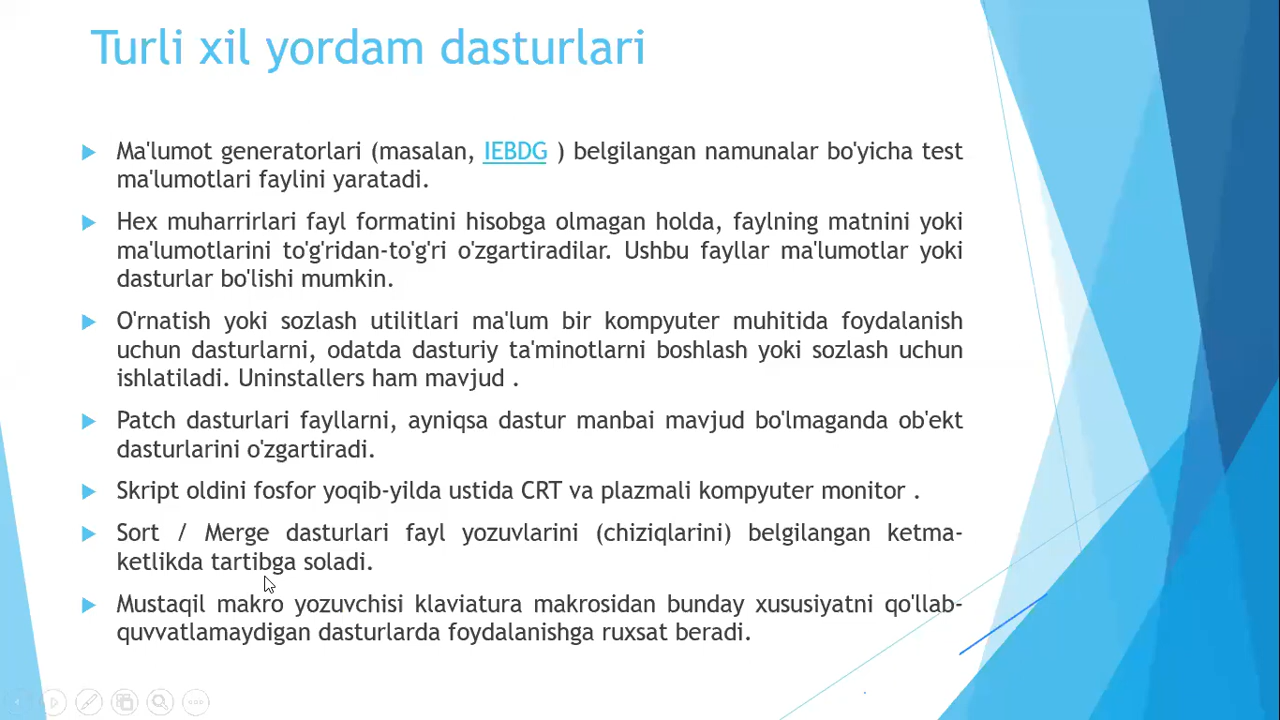 Turli xil yordam dasturlari
Ma'lumot generatorlari (masalan, IEBDG ) belgilangan namunalar bo'yicha test
ma'lumotlari faylini yaratadi.
Hex muharrirlari fayl formatini hisobga olmagan holda, faylning matnini yoki
ma'lumotlarini to'g'ridan-to'g'ri o'zgartiradilar. Ushbu fayllar ma'lumotlar yoki
dasturlar bo'lishi mumkin.
O'rnatish yoki sozlash utilitlari ma'lum bir kompyuter muhitida foydalanish
uchun dasturlarni, odatda dasturiy ta'minotlarni boshlash yoki sozlash uchun
ishlatiladi. Uninstallers ham mavjud .
Patch dasturlari fayllarni, ayniqsa dastur manbai mavjud bo'lmaganda ob'ekt
dasturlarini o'zgartiradi.
Skript oldini fosfor yoqib-yilda ustida CRT va plazmali kompyuter monitor .
Sort / Merge dasturlari fayl yozuvlarini (chiziqlarini) belgilangan ketma-
ketlikda tartibga soladi.
Mustaqil makro yozuvchisi klaviatura makrosidan bunday xususiyatni qo'llab-
quvvatlamaydigan dasturlarda foydalanishga ruxsat beradi.